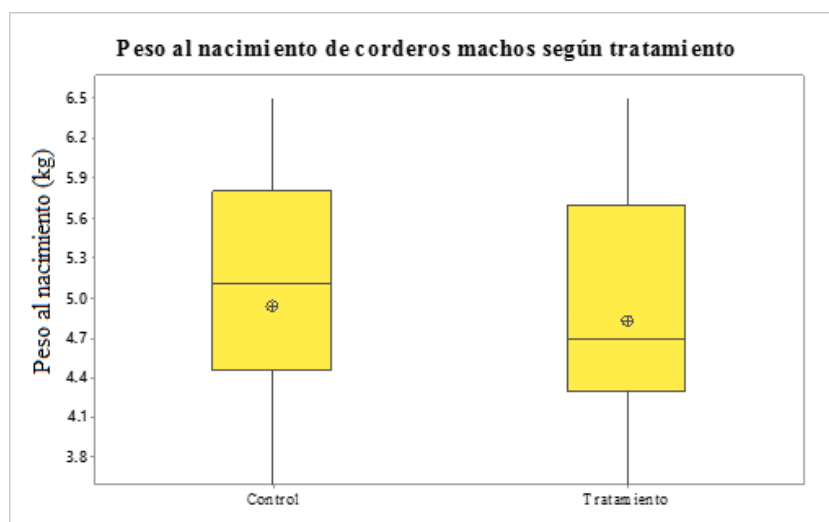 Peso al nacimiento de corderos machos según tratamiento
Peso al nacimiento (kg)
6.5
6.2
5.9
5.6
5.3
5.0
4.7
4.4
4.1
3.8
Control
Tratamiento